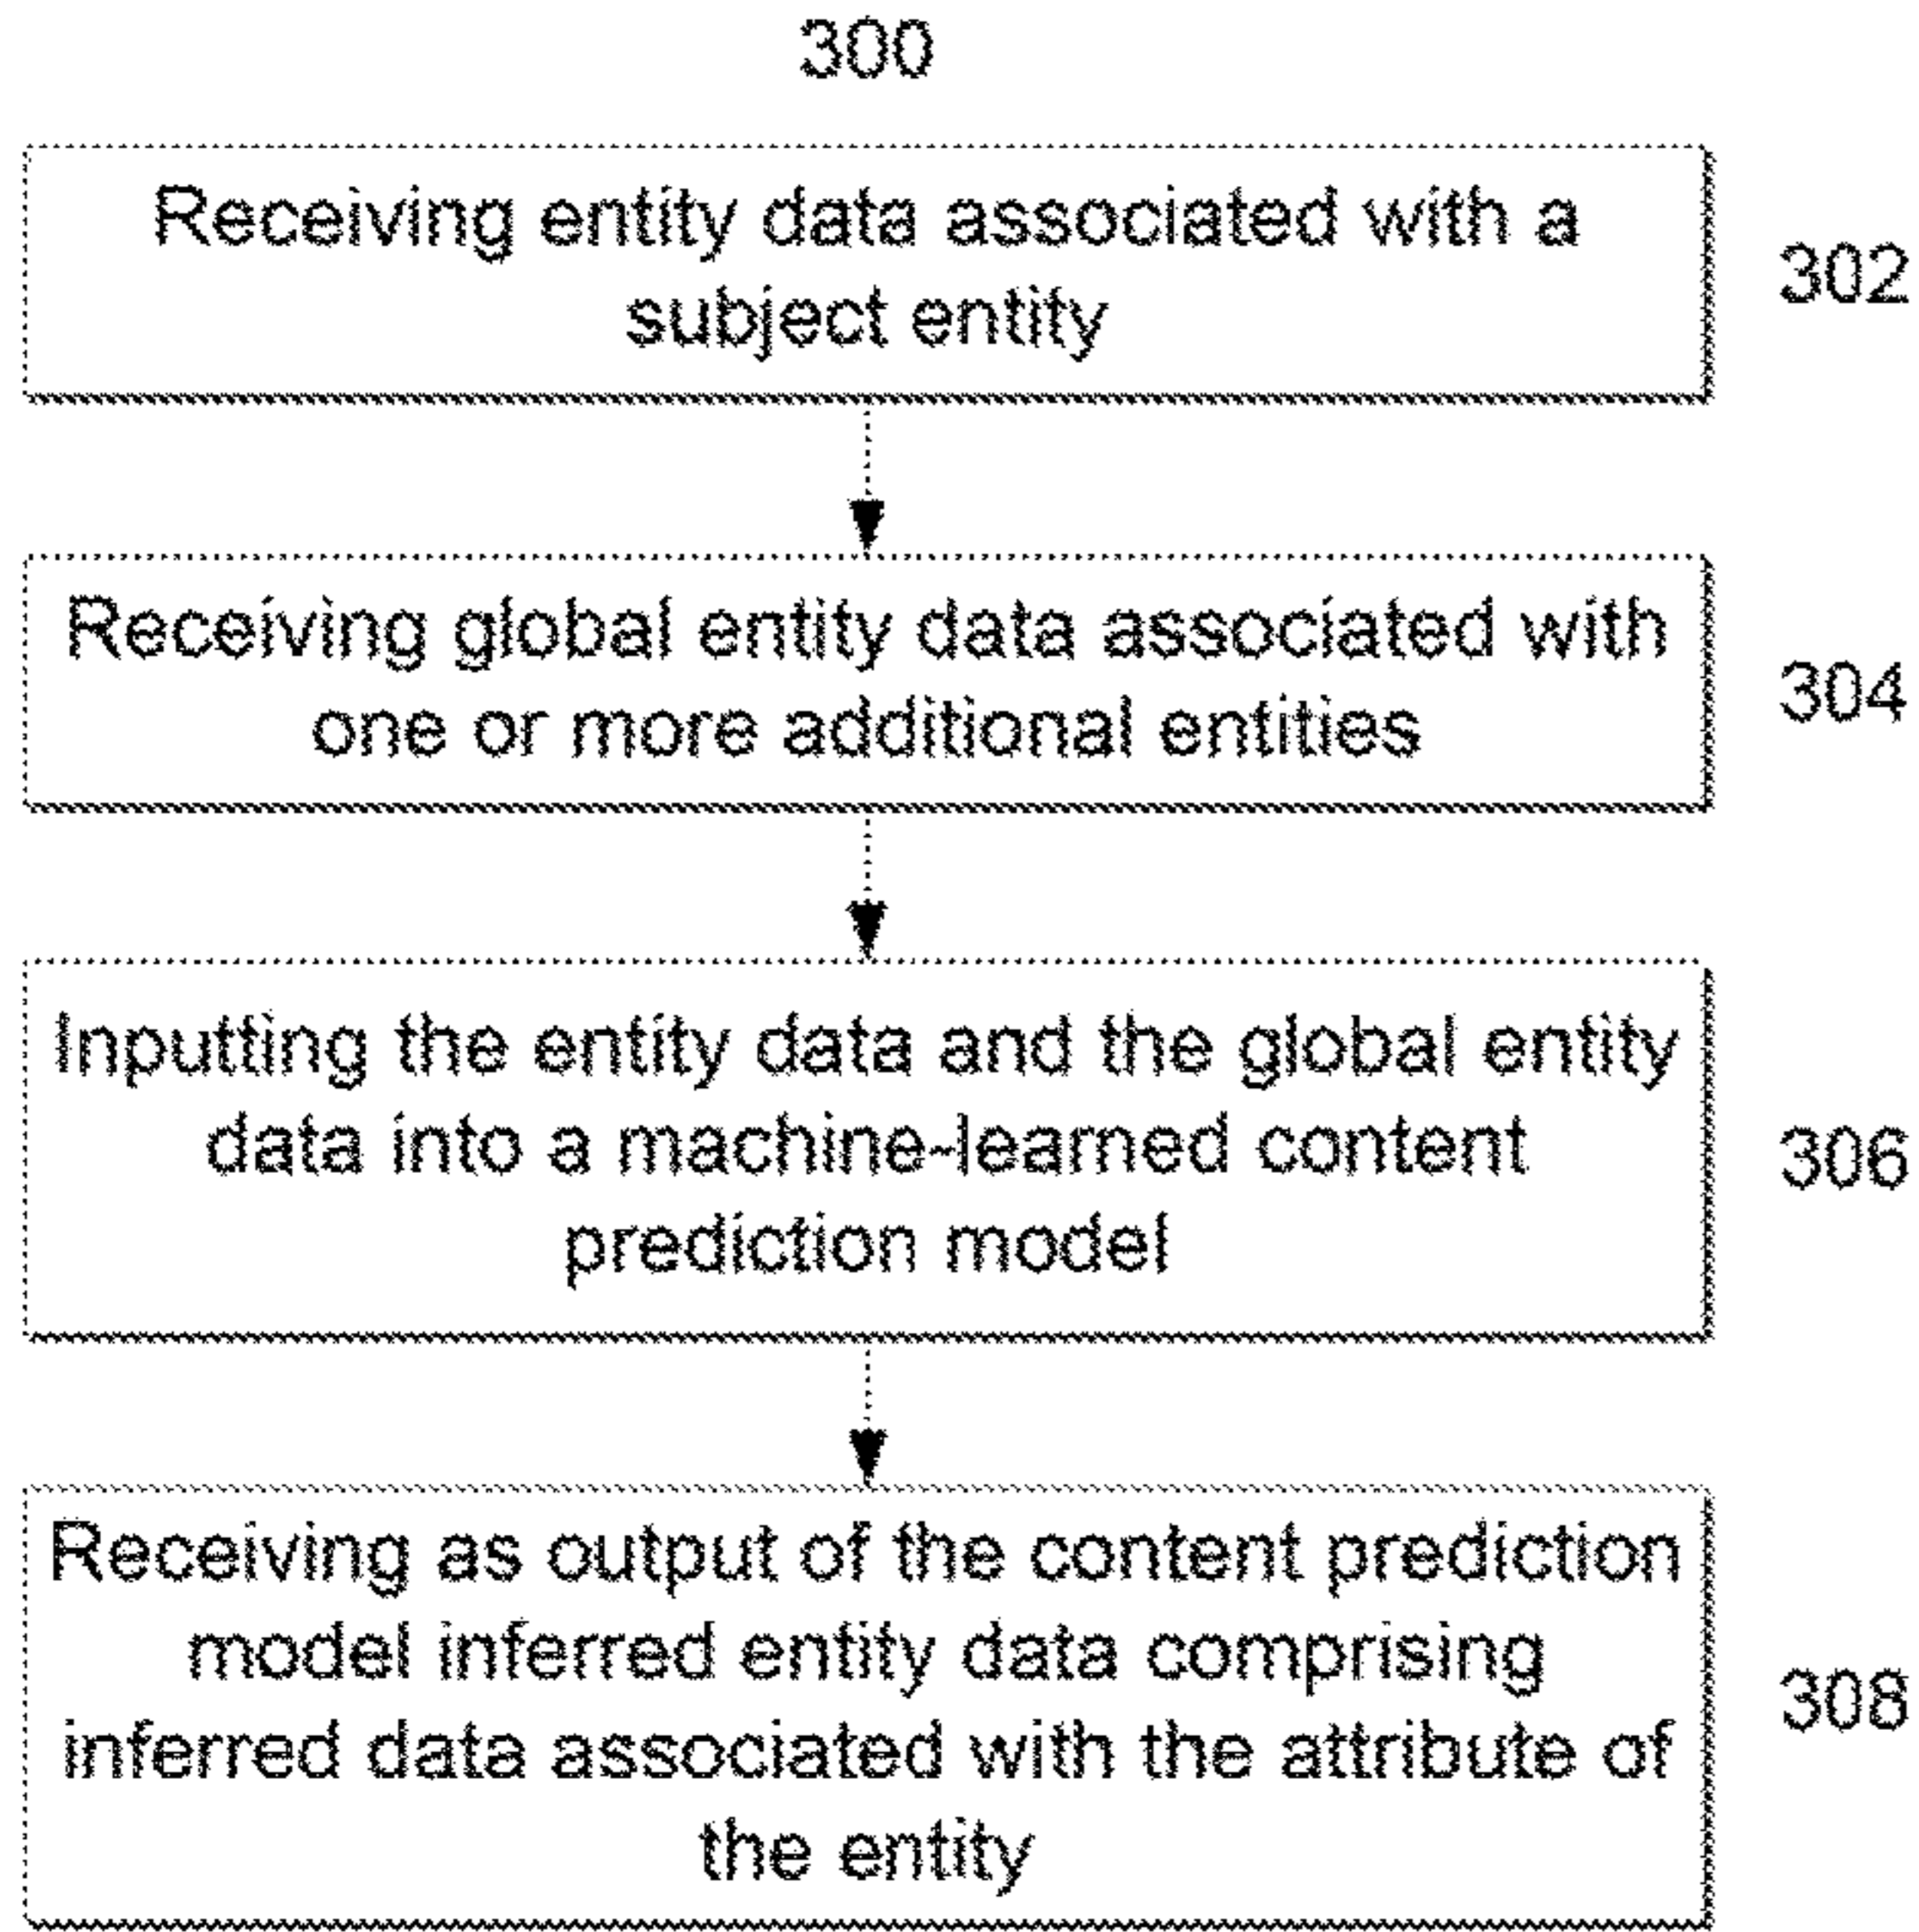 300
Receiving entity data associated with a
subject entity
302
Receiving global entity data associated with
one or more additional entities
304
Inputting the entity data and the global entity
data into a machine-learned content
prediction model
306
Receiving as output of the content prediction
model inferred entity data comprising
inferred data associated with the attribute of
the entity
308